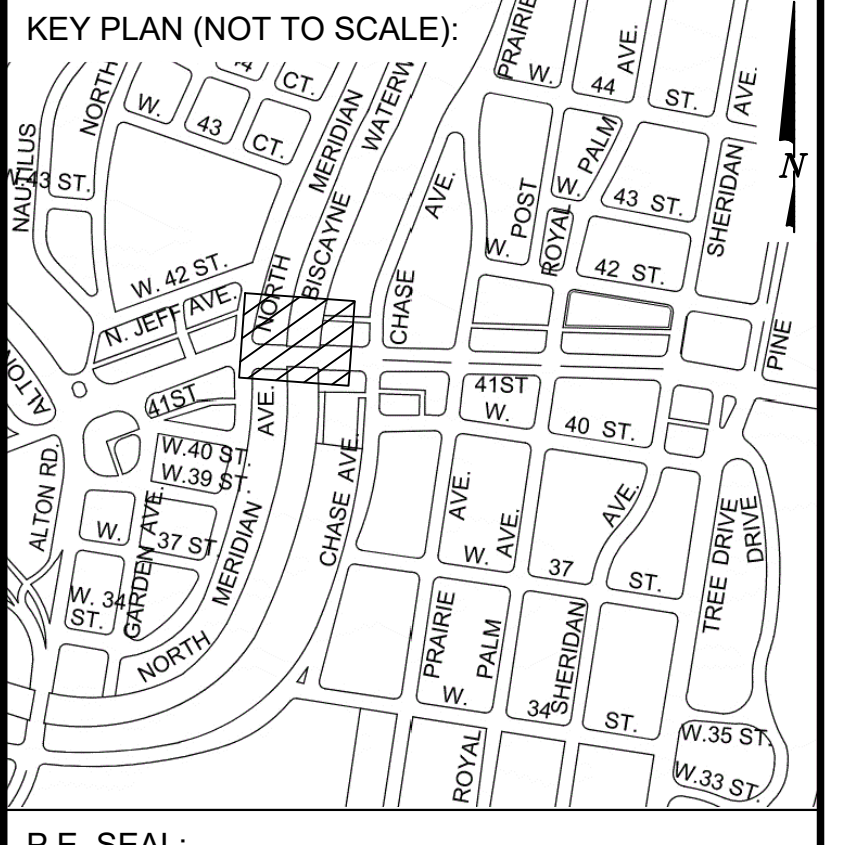 KEY PLAN (NOT TO SCALE):
PRAIRIE
W.
44
AVE.
ST.
AVE.
N
NORTH
W.
43
CT.
CT.
MERIDIAN
WATERW
NAUTILUS
W.43 ST.
AVE.
POST
W.
PALM
W.
ROYAL
43 ST.
SHERIDAN
W. 42 ST.
NORTH
BISCAYNE
CHASE
42 ST.
N. JEFF AVE.
PINE
ALTON
41ST
AVE.
41ST
W.
40 ST.
W.40 ST.
W.39 ST.
ALTON RD.
W.
GARDEN AVE.
37 ST.
MERIDIAN
CHASE AVE.
AVE.
W.
AVE.
AVE.
37
ST.
TREE DRIVE
DRIVE
W. 34
ST.
NORTH
PRAIRIE
PALM
W.
SHERIDAN
34
ST.
W.35 ST.
W.33 ST.
ROYAL
P.E. SEAL: